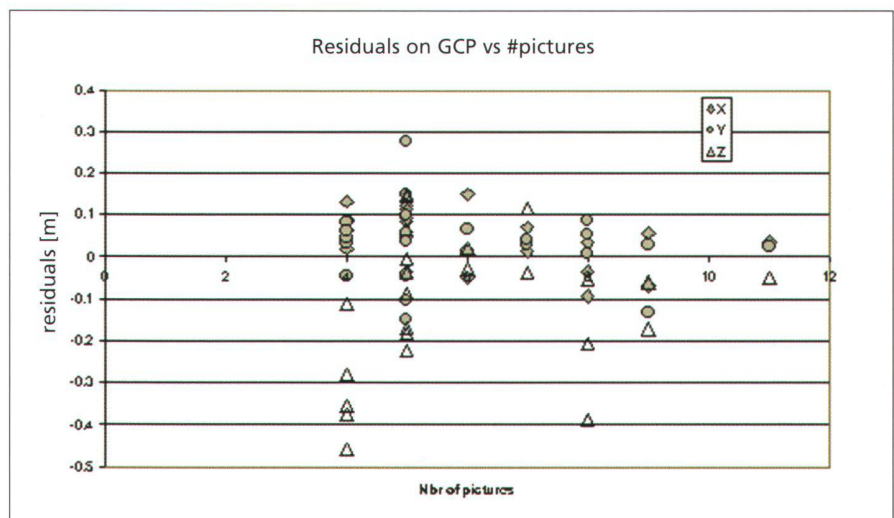 Residuals on GCP vs #pictures
0.4
0.3
0.2
0.1
0
-0.1
-0.2
-0.3
-0.4
-0.5
0 2 4 6 8 10 12
X
Y
Z
residuals [m]
Nbr of pictures